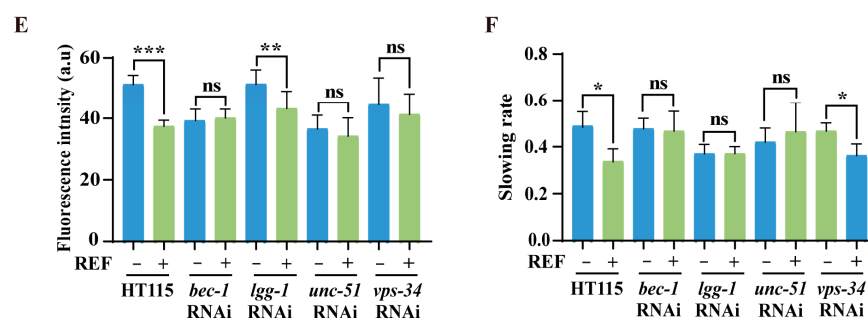 E
Fluorescence intnsity (a.u)
60
40
20
0
*** ns ** ns ns
REF − + − + − + − + − +
HT115 bec-1 lgg-1 unc-51 vps-34
RNAi RNAi RNAi RNAi
F
Slowing rate
0.8
0.6
0.4
0.2
0.0
* ns ns ns *
REF − + − + − + − + − +
HT115 bec-1 lgg-1 unc-51 vps-34
RNAi RNAi RNAi RNAi